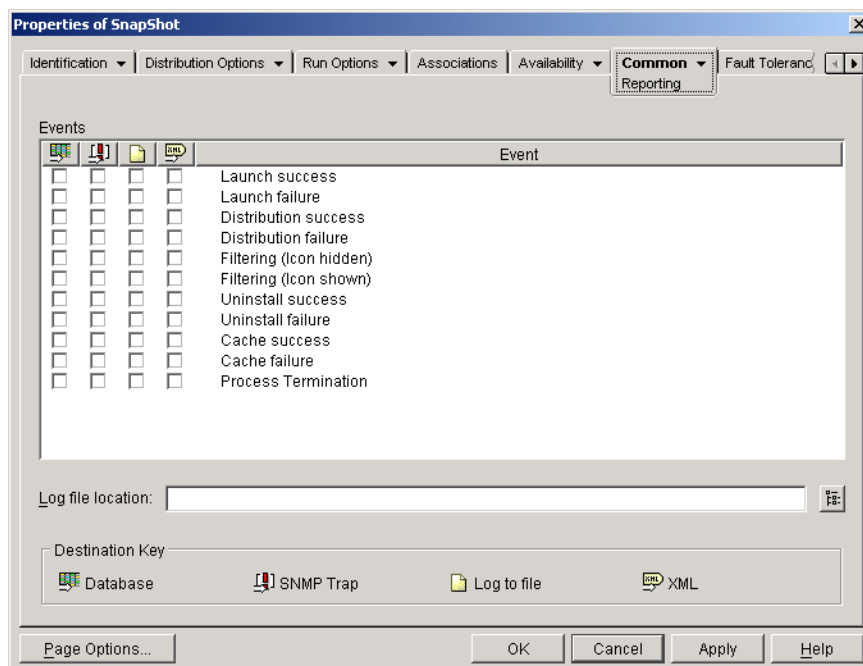 Properties of SnapShot
Identification Distribution Options Run Options Associations Availability Common Fault Toleranc
Reporting
Events
XML Event
Launch success
Launch failure
Distribution success
Distribution failure
Filtering (Icon hidden)
Filtering (Icon shown)
Uninstall success
Uninstall failure
Cache success
Cache failure
Process Termination
Log file location:
Destination Key
Database SNMP Trap Log to file XML XML
Page Options... OK Cancel Apply Help